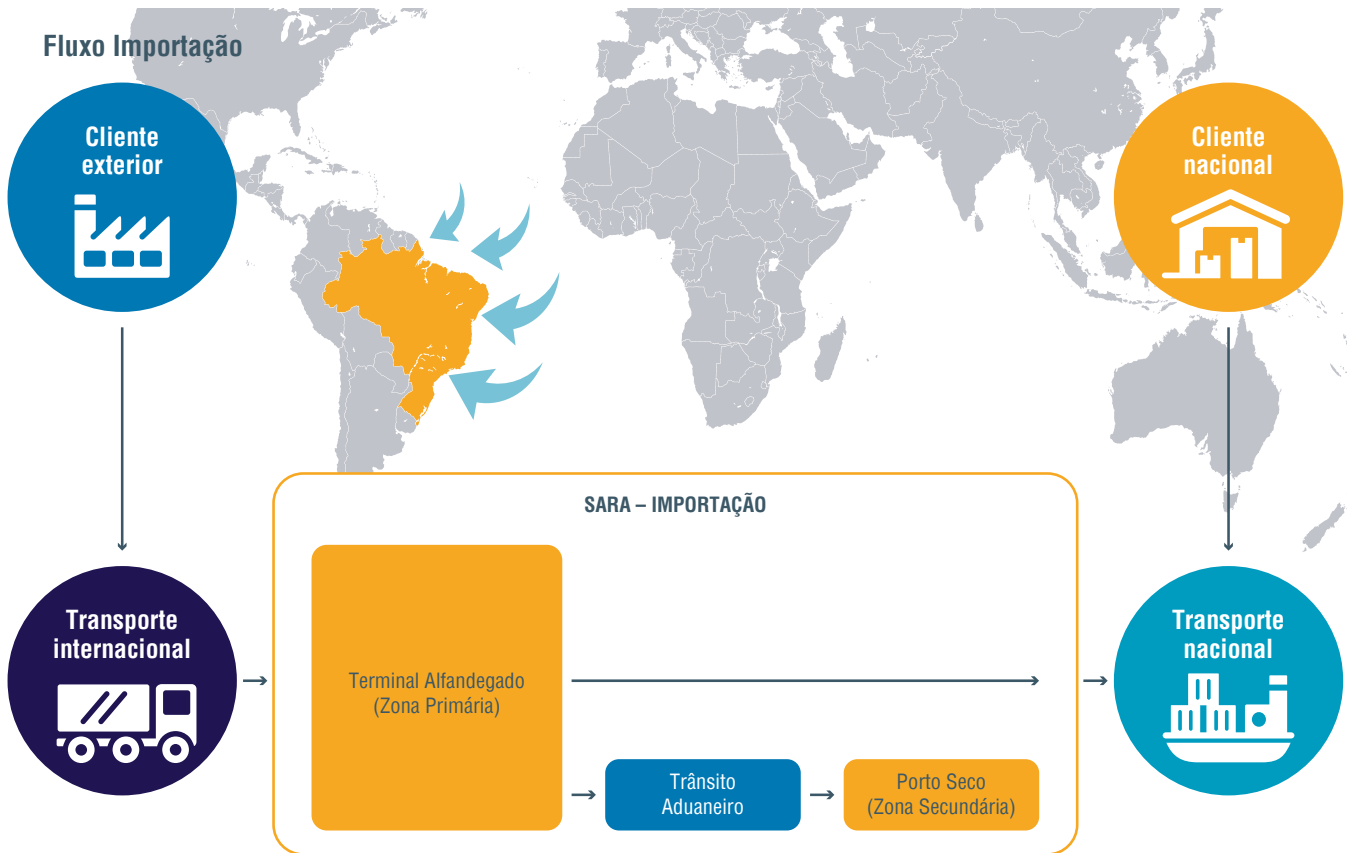 Fluxo Importação
Cliente
exterior
Cliente
nacional
SARA – IMPORTAÇÃO
Transporte
internacional
Terminal Alfandegado
(Zona Primária)
Trânsito
Aduaneiro
Porto Seco
(Zona Secundária)
Transporte
nacional